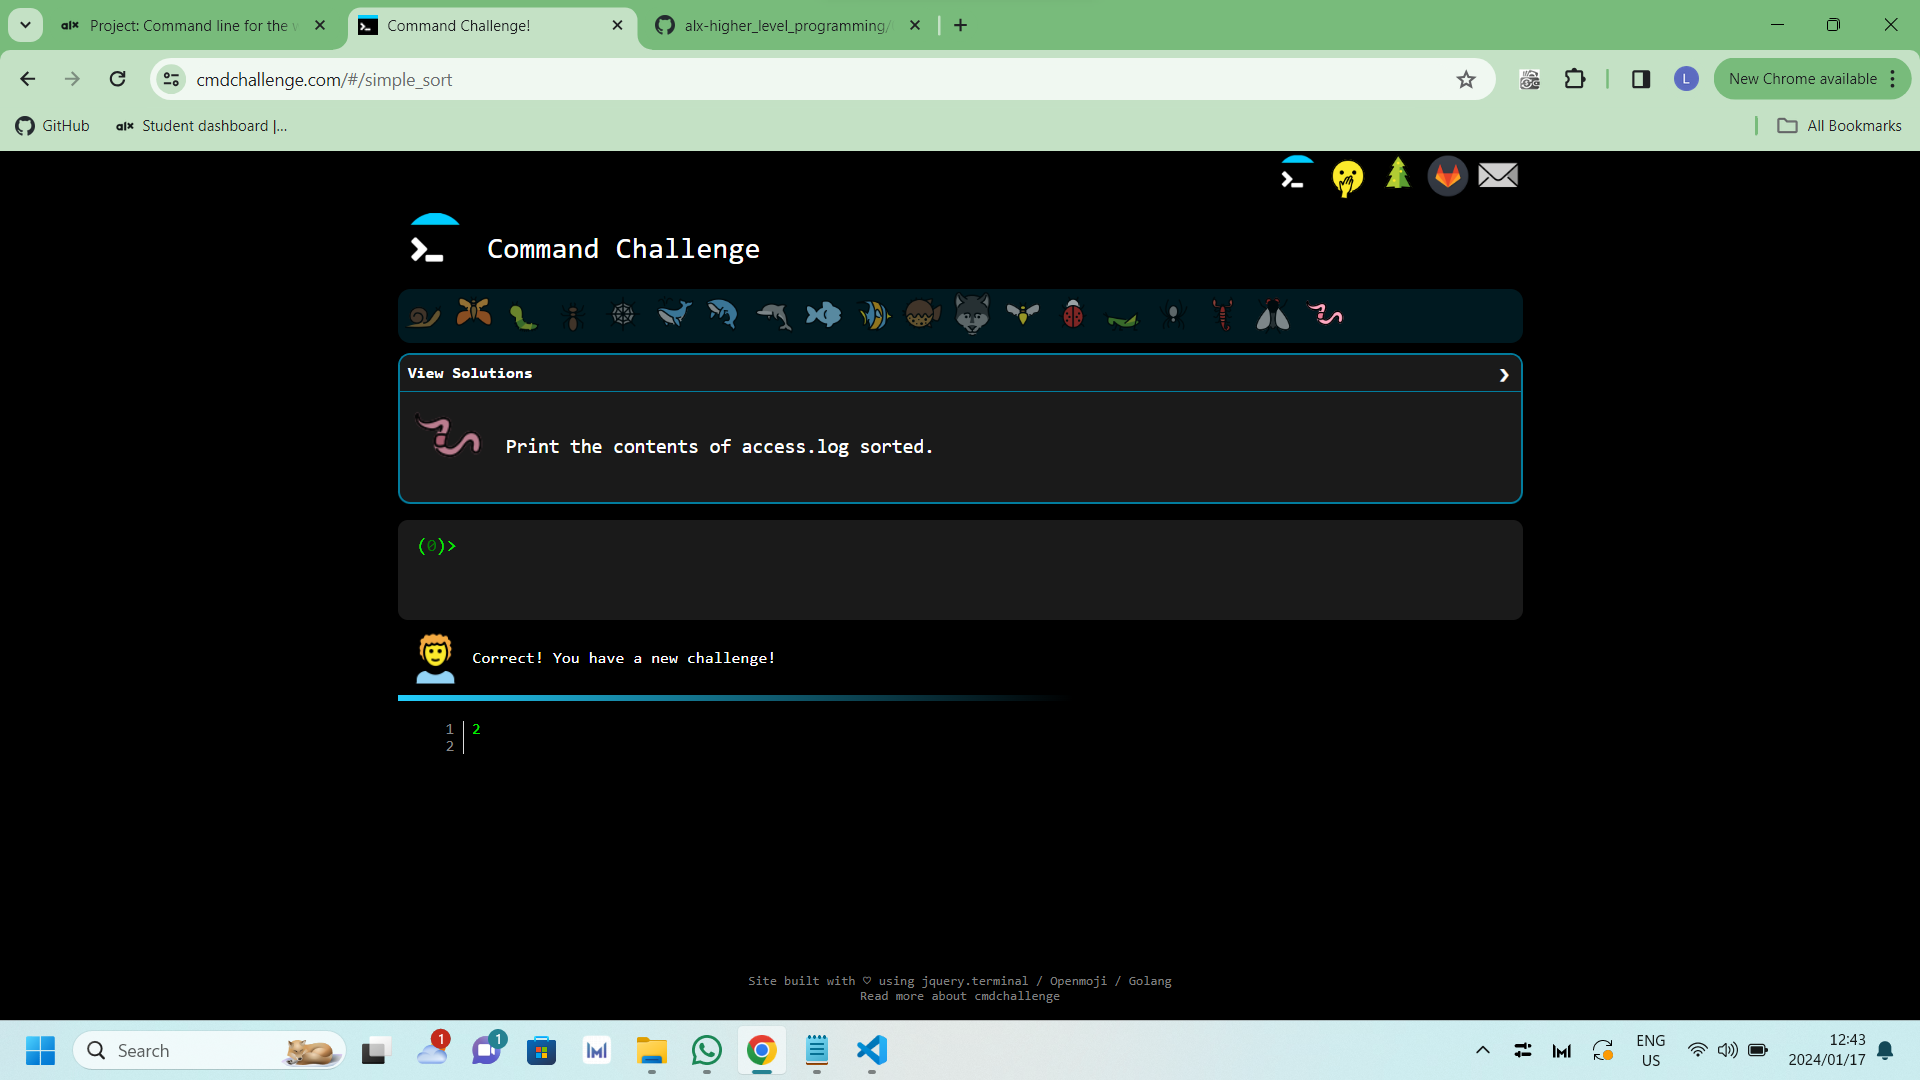 Project: Command line for the w
Command Challenge!
alx-higher_level_programming/
cmdchallenge.com/#/simple_sort
L
New Chrome available
GitHub
alx Student dashboard |...
All Bookmarks
Command Challenge
View Solutions
Print the contents of access.log sorted.
(0)>
Correct! You have a new challenge!
1 2
2
Site built with ♡ using jquery.terminal / Openmoji / Golang
Read more about cmdchallenge
Search
1
1
ENG
US
12:43
2024/01/17